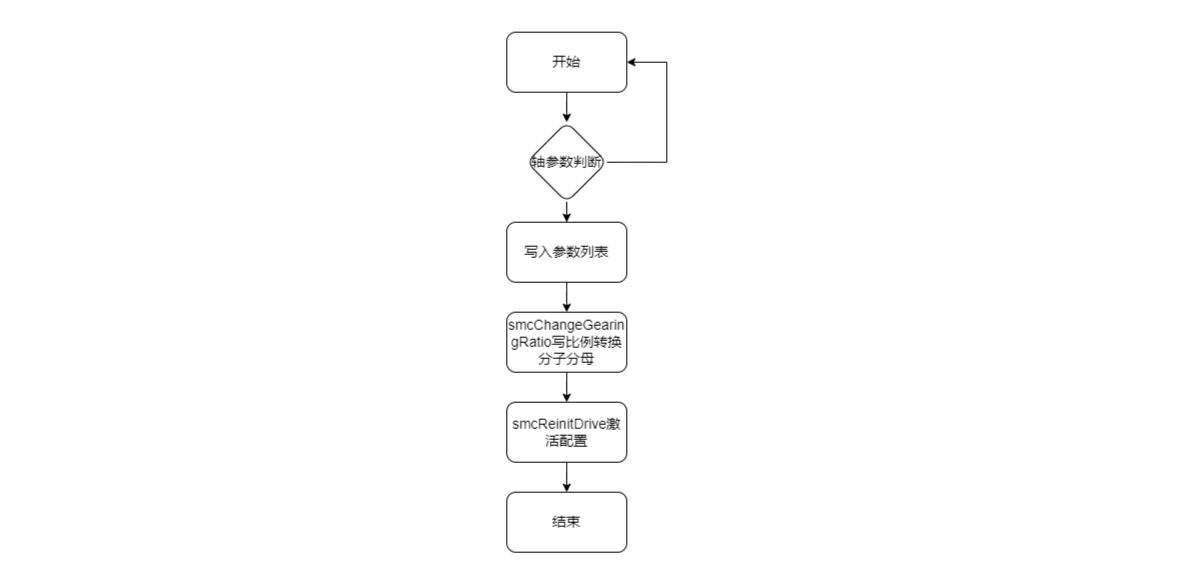 开始
轴参数判断
写入参数列表
smcChangeGearin
gRatio写比例转换
分子分母
smcReinitDrive激
活配置
结束